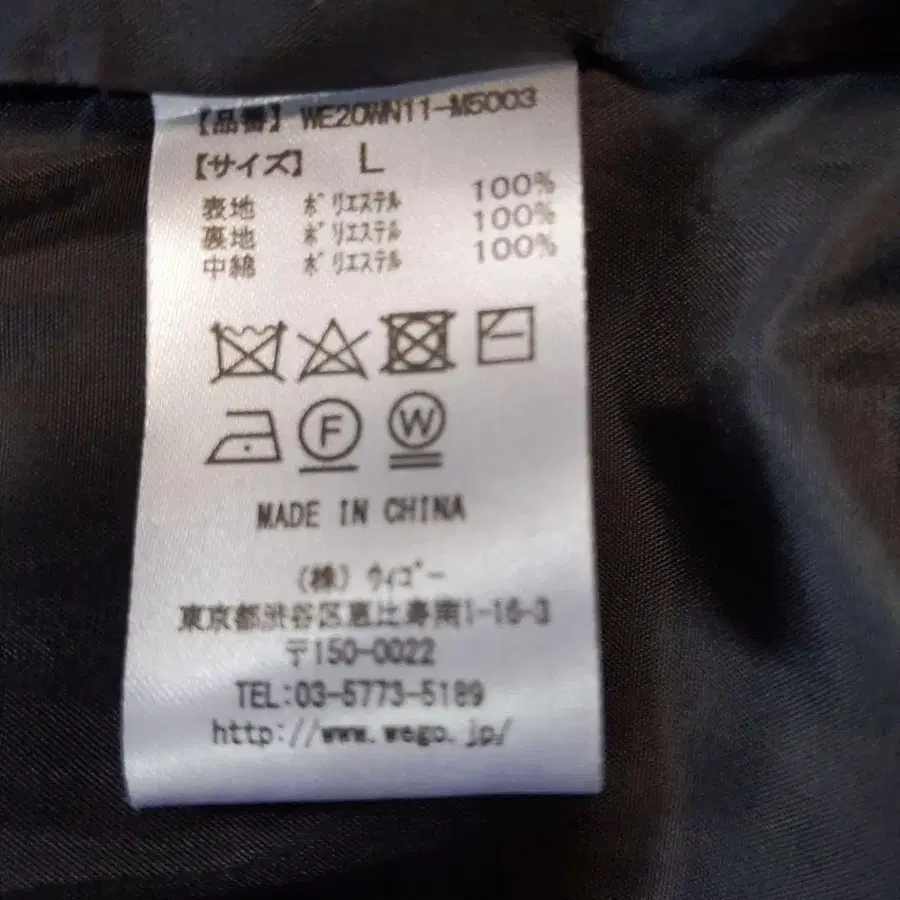 【品番】 WE20WN11-M5003
【サイズ】 L
表地 ポリエステル 100%
裏地 ポリエステル 100%
中綿 ポリエステル 100%
F W
MADE IN CHINA
(株) ウィゴー
東京都渋谷区恵比寿南1-16-3
〒150-0022
TEL:03-5773-5189
http://www.wego.jp/